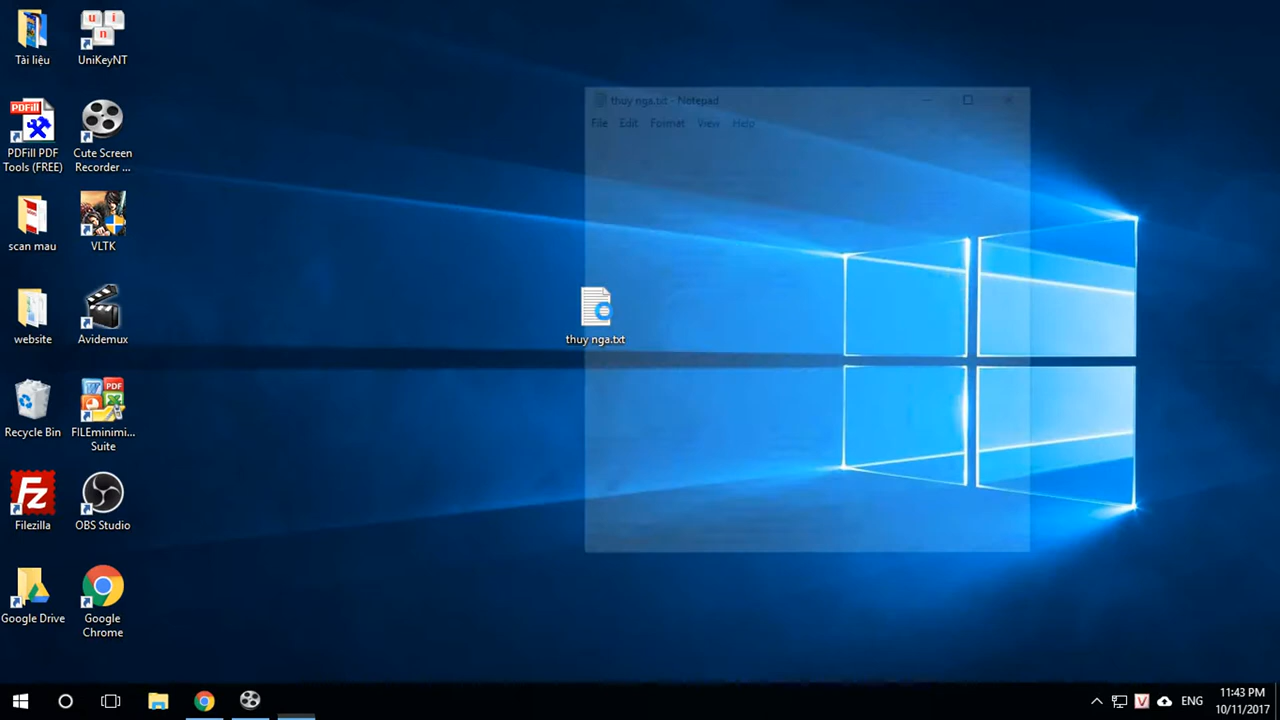 Tài liệu
UniKeyNT
PDFill PDF
Tools (FREE)
Cute Screen
Recorder ...
scan mau
VLTK
website
Avidemux
Recycle Bin
FILEminimi...
Suite
Filezilla
OBS Studio
Google Drive
Google
Chrome
thuy nga.txt
thuy nga.txt - Notepad
File Edit Format View Help
ENG
11:43 PM
10/11/2017